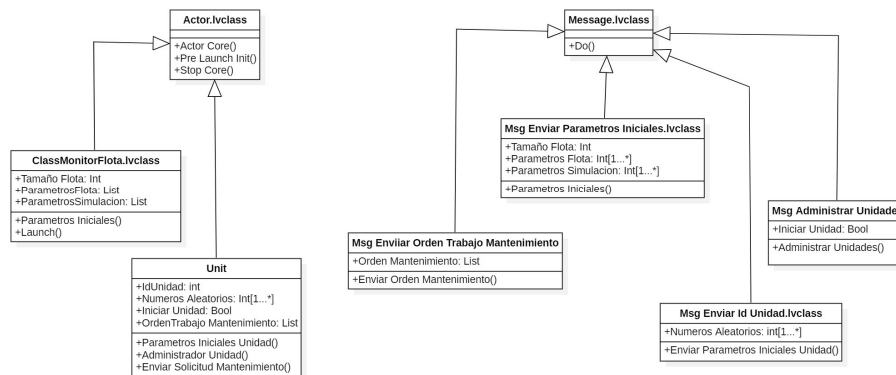 Actor.lvclass
+Actor Core()
+Pre Launch Init()
+Stop Core()
Message.lvclass
+Do()
ClassMonitorFlota.lvclass
+Tamaño Flota: Int
+ParametrosFlota: List
+ParametrosSimulacion: List
+Parametros Iniciales()
+Launch()
Msg Enviar Parametros Iniciales.lvclass
+Tamaño Flota: Int
+Parametros Flota: Int[1...*]
+Parametros Simulacion: Int[1...*]
+Parametros Iniciales()
Msg Administrar Unidade
+Iniciar Unidad: Bool
+Administrar Unidades()
Msg Enviiar Orden Trabajo Mantenimiento
+Orden Mantenimiento: List
+Enviar Orden Mantenimiento()
Unit
+IdUnidad: int
+Numeros Aleatorios: Int[1...*]
+Iniciar Unidad: Bool
+OrdenTrabajo Mantenimiento: List
+Parametros Iniciales Unidad()
+Administrador Unidad()
+Enviar Solicitud Mantenimiento()
Msg Enviar Id Unidad.lvclass
+Numeros Aleatorios: int[1...*]
+Enviar Parametros Iniciales Unidad()